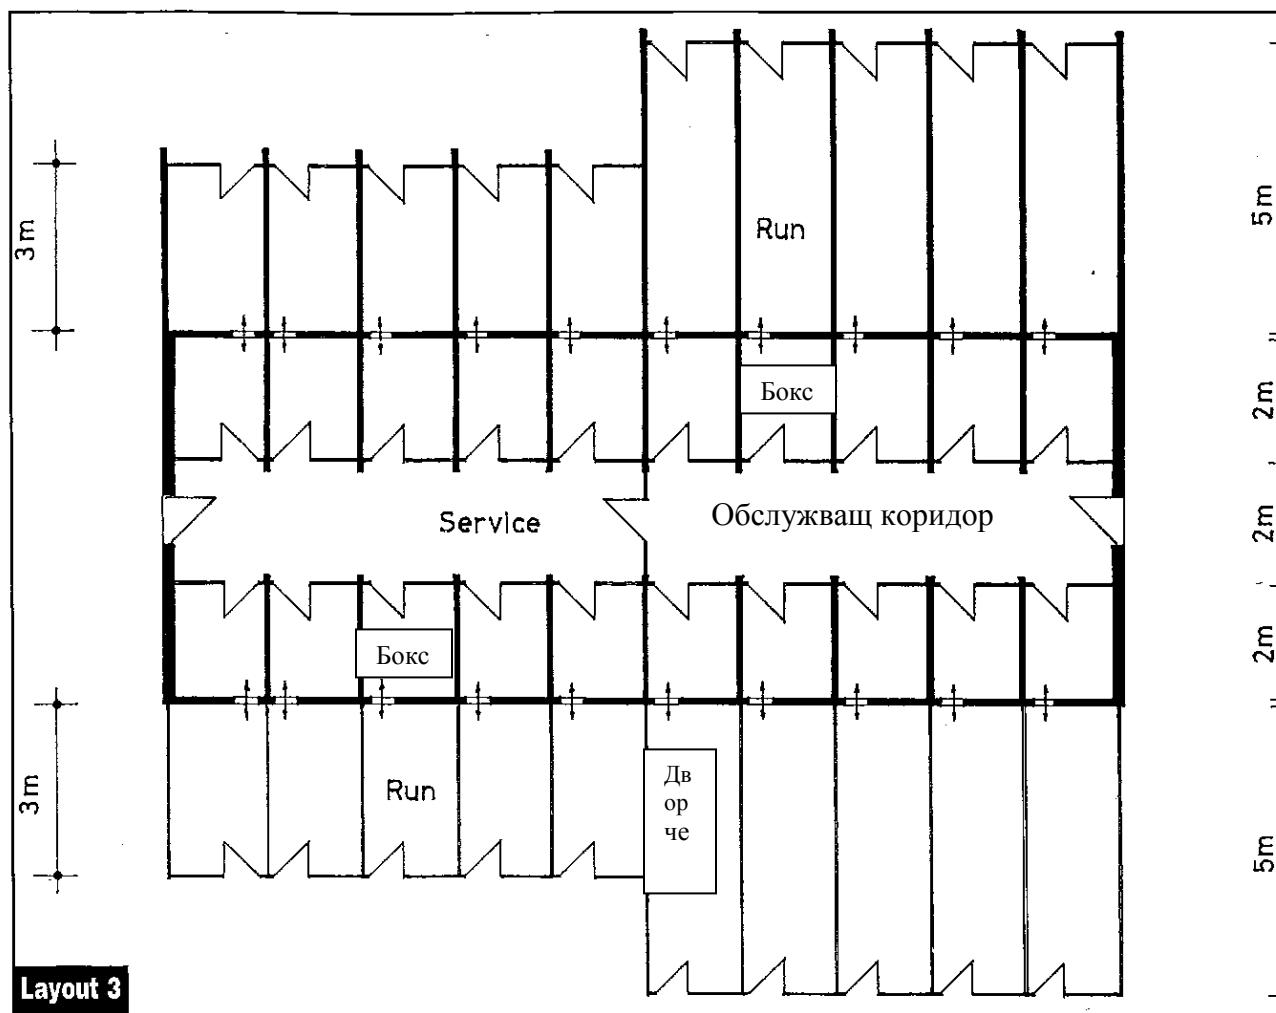 Run
5m
3m
Бокс
2m
Service
Обслужващ коридор
2m
Бокс
2m
Дв
ор
че
Run
3m
5m
Layout 3